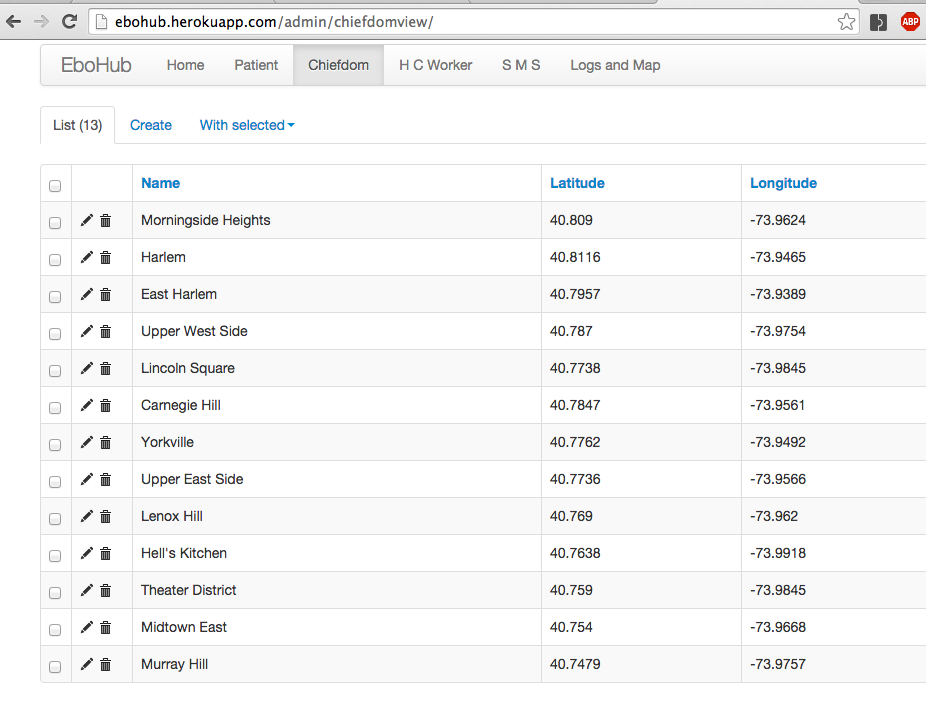 ebohub.herokuapp.com/admin/chiefdomview/ ABP
EboHub Home Patient Chiefdom H C Worker S M S Logs and Map
List (13) Create With selected
Name Latitude Longitude
Morningside Heights 40.809 -73.9624
Harlem 40.8116 -73.9465
East Harlem 40.7957 -73.9389
Upper West Side 40.787 -73.9754
Lincoln Square 40.7738 -73.9845
Carnegie Hill 40.7847 -73.9561
Yorkville 40.7762 -73.9492
Upper East Side 40.7736 -73.9566
Lenox Hill 40.769 -73.962
Hell's Kitchen 40.7638 -73.9918
Theater District 40.759 -73.9845
Midtown East 40.754 -73.9668
Murray Hill 40.7479 -73.9757